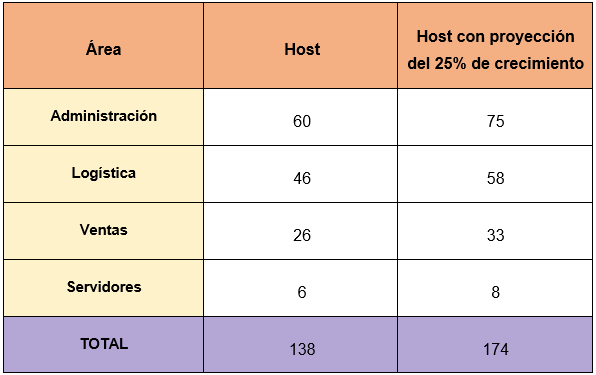 Área
Host
Host con proyección
del 25% de crecimiento
Administración
60
75
Logística
46
58
Ventas
26
33
Servidores
6
8
TOTAL
138
174